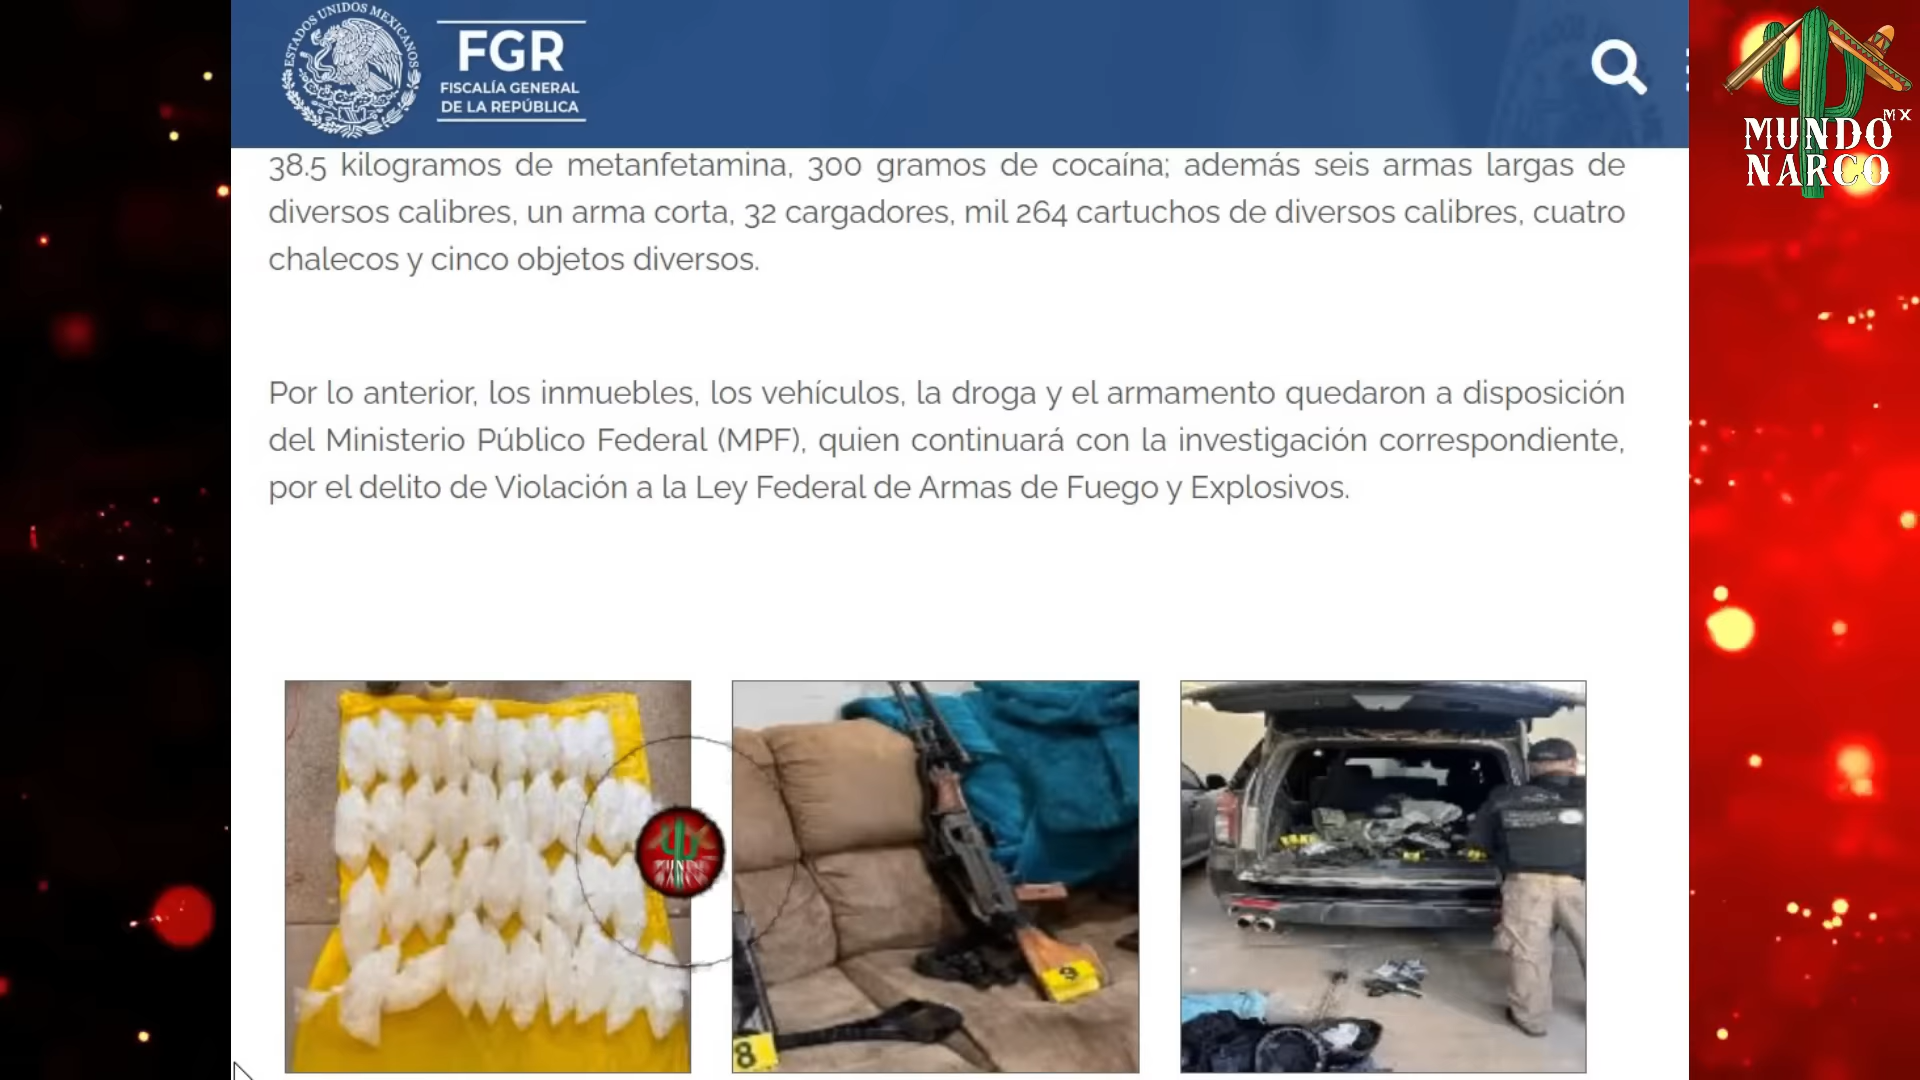 ESTADOS UNIDOS MEXICANOS
FGR
FISCALÍA GENERAL
DE LA REPÚBLICA
MUNDO MX
NARCO
38.5 kilogramos de metanfetamina, 300 gramos de cocaína; además seis armas largas de
diversos calibres, un arma corta, 32 cargadores, mil 264 cartuchos de diversos calibres, cuatro
chalecos y cinco objetos diversos.
Por lo anterior, los inmuebles, los vehículos, la droga y el armamento quedaron a disposición
del Ministerio Público Federal (MPF), quien continuará con la investigación correspondiente,
por el delito de Violación a la Ley Federal de Armas de Fuego y Explosivos.
9
8